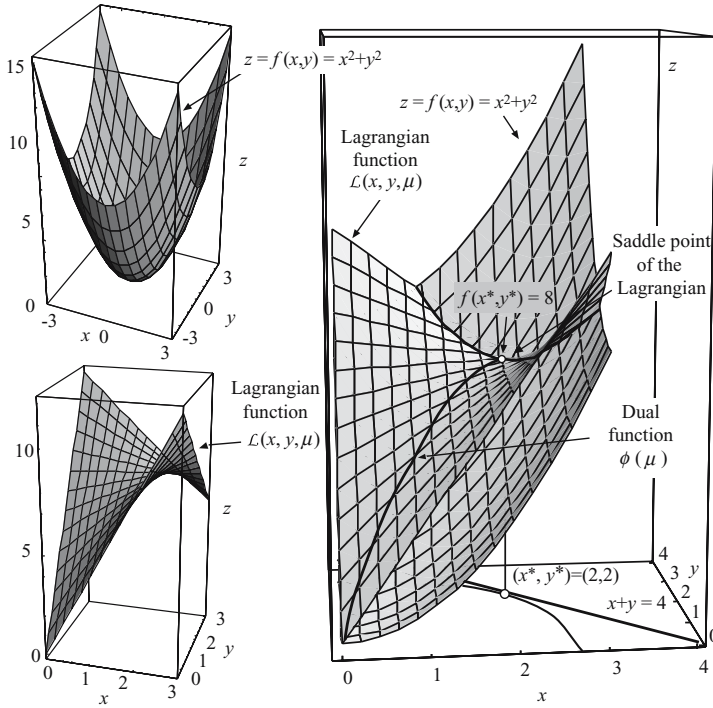 15
10
5
0
-3
x 0
3
-3
0
y
3
z
z = f (x,y) = x²+y²
10
5
0
0
1
2
3
x
0
1
2
3
y
z
Lagrangian
function
ℒ(x, y, μ)
z
z = f (x,y) = x²+y²
Lagrangian
function
ℒ(x, y, μ)
Saddle point
of the
Lagrangian
f(x*,y*) = 8
Dual
function
ϕ (μ)
(x*, y*)=(2,2)
x+y = 4
4
3
2
1
0
y
0
1
2
3
4
x